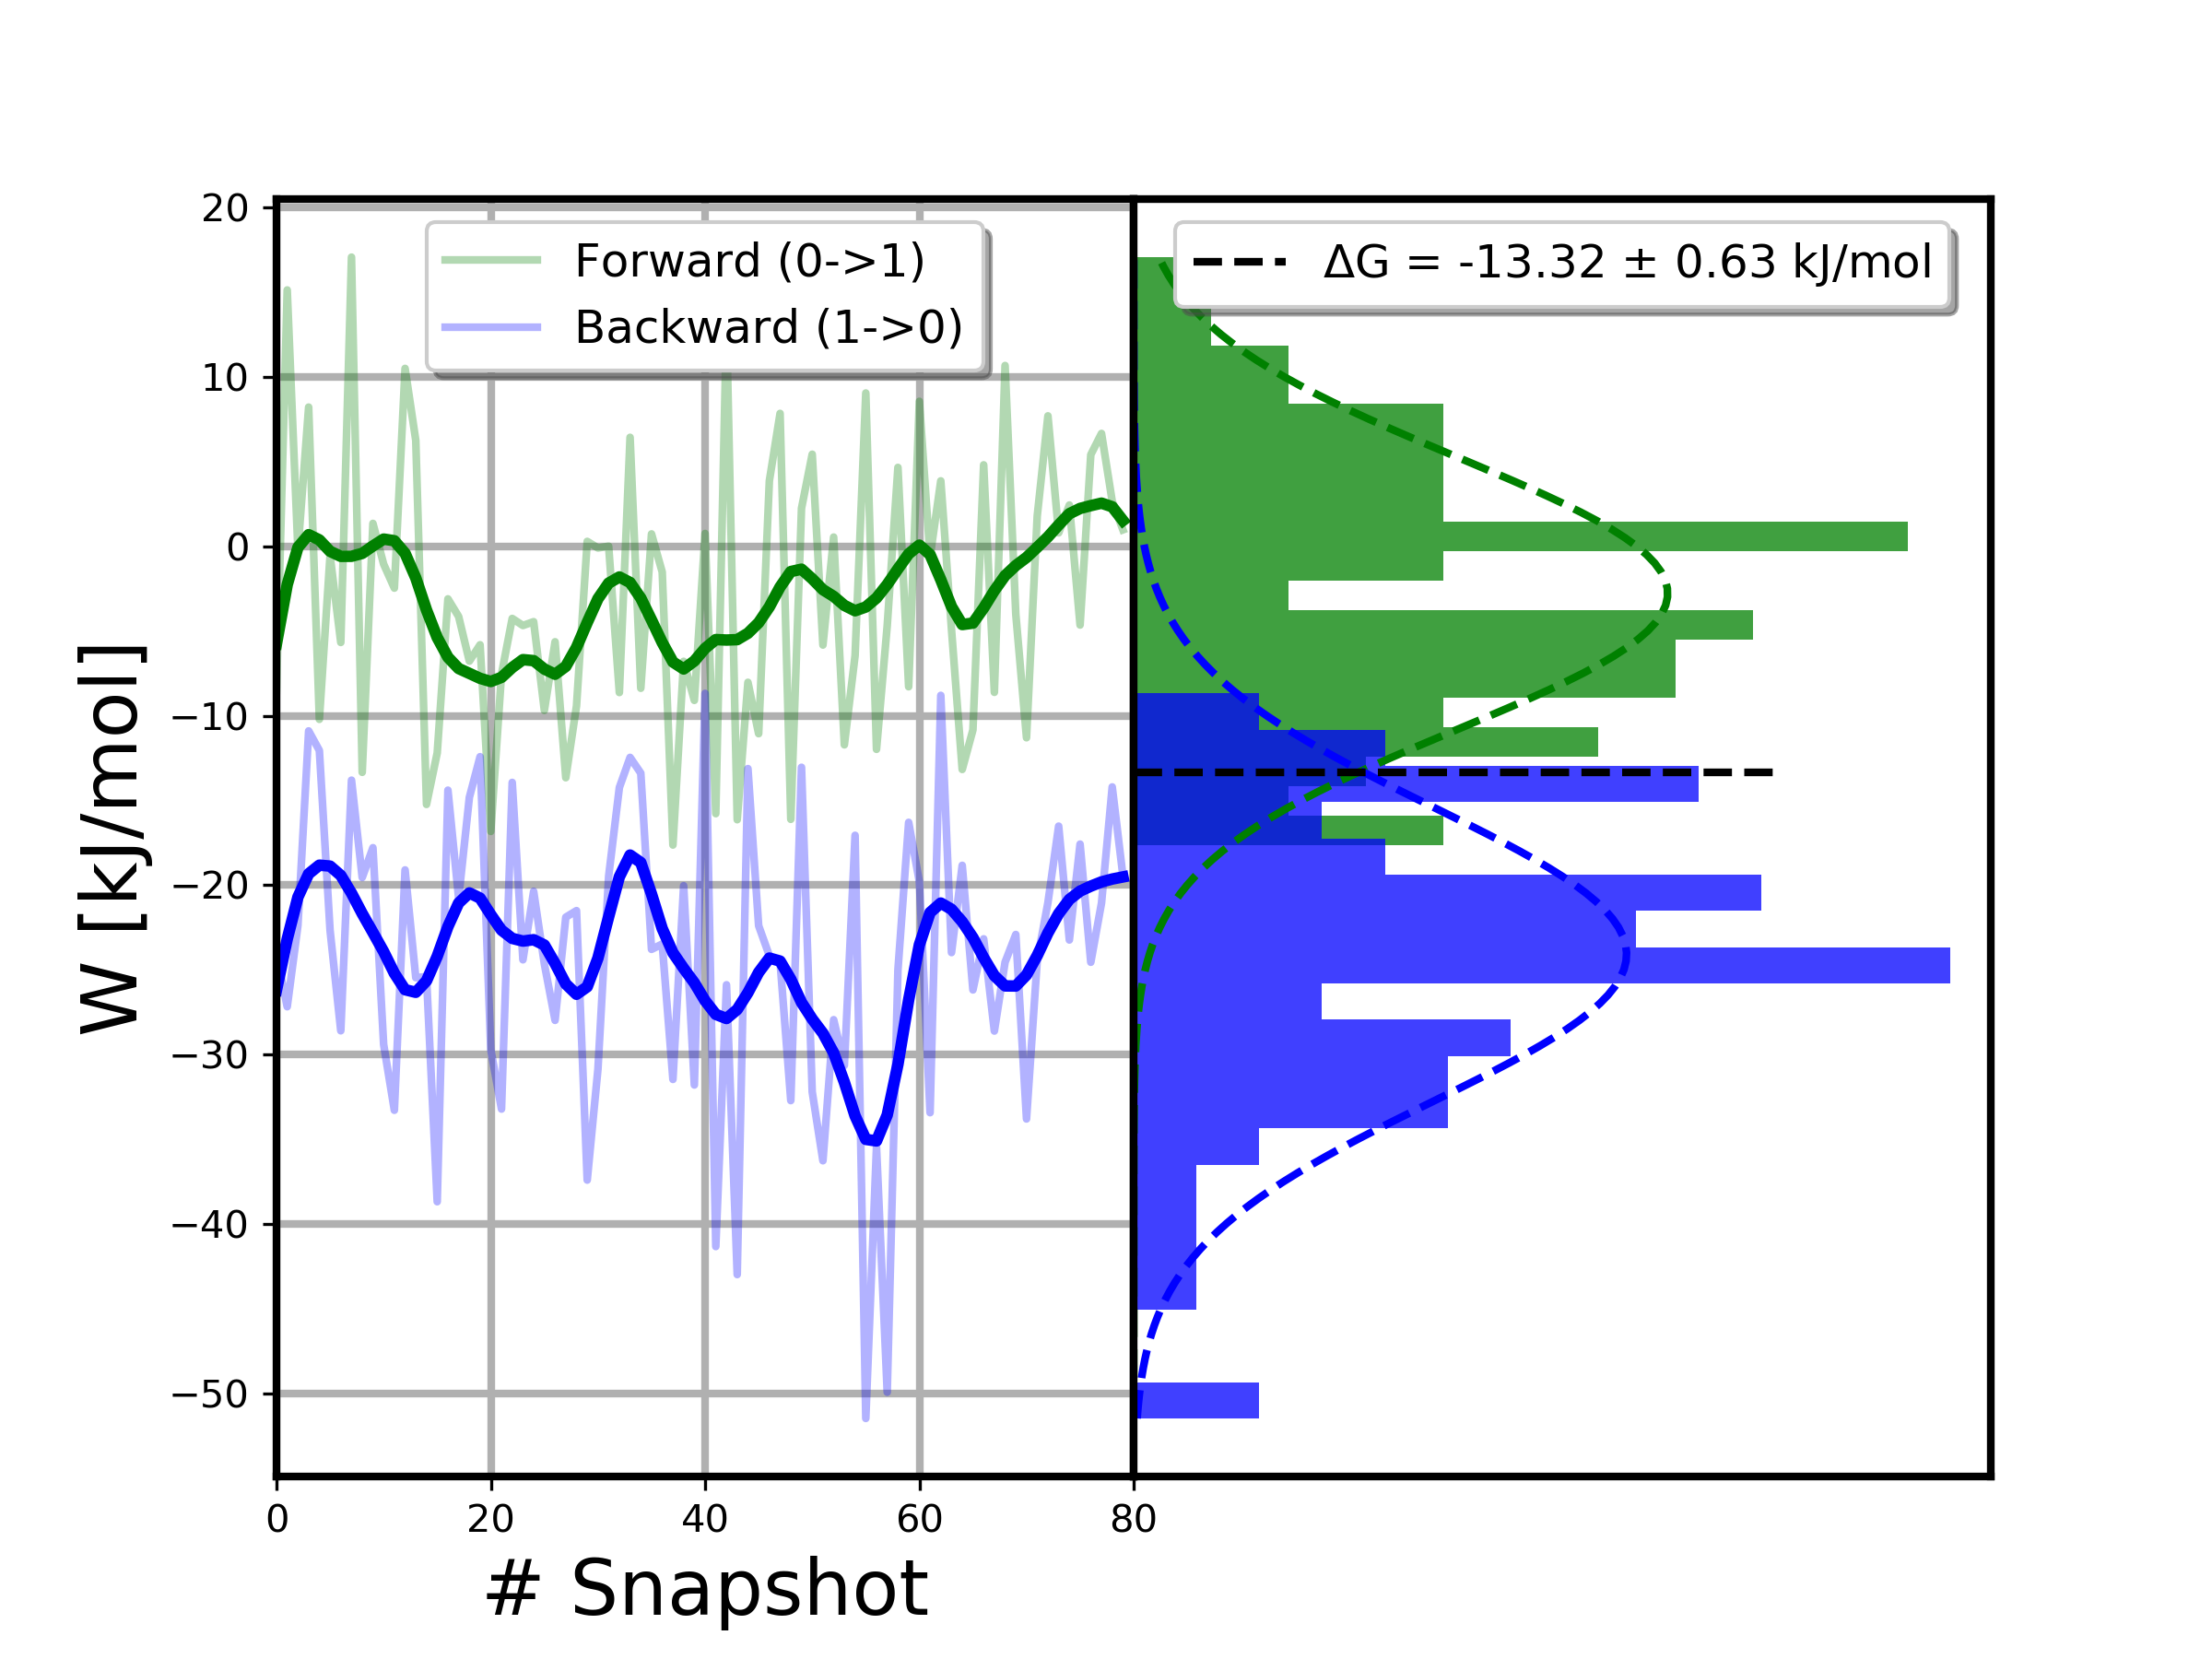 20
10
0
−10
−20
−30
−40
−50
W [kJ/mol]
Forward (0->1)
Backward (1->0)
ΔG = -13.32 ± 0.63 kJ/mol
0 20 40 60 80
# Snapshot